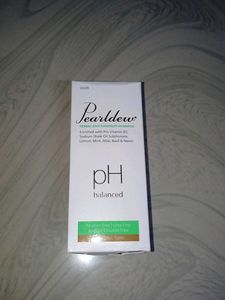 Pearldew
HERBAL ANTI DANDRUFF SHAMPOO
Enriched with Pro-Vitamin B5,
Sodium Shale Oil Sulphonate,
Lemon, Mint, Aloe, Basil & Neem
pH
balanced